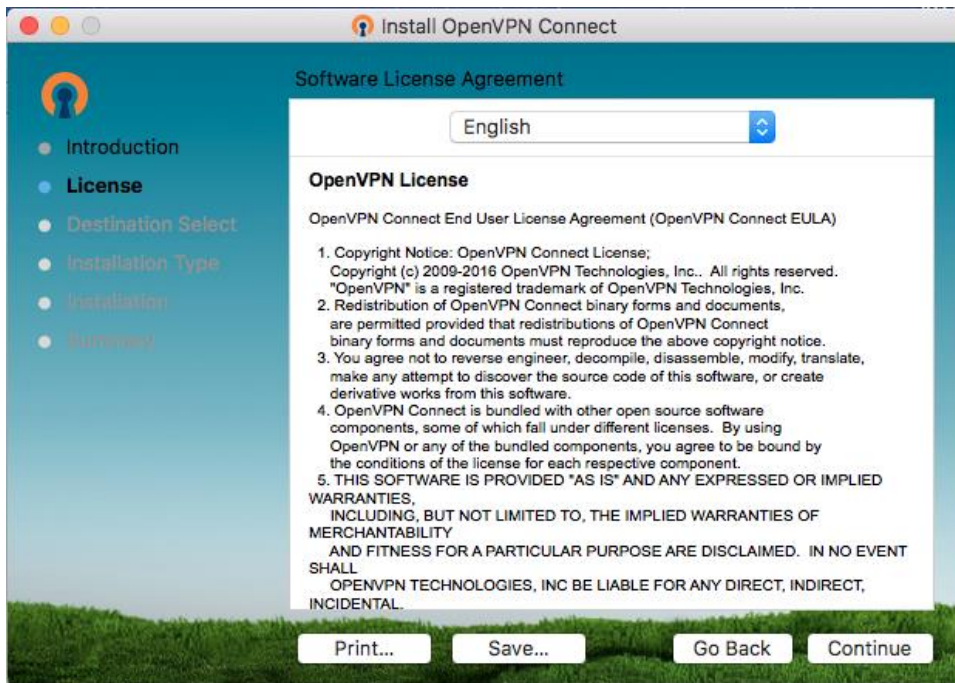 Install OpenVPN Connect
Software License Agreement
Introduction
License
Destination Select
Installation Type
Installation
Summary
English
OpenVPN License
OpenVPN Connect End User License Agreement (OpenVPN Connect EULA)
1. Copyright Notice: OpenVPN Connect License;
Copyright (c) 2009-2016 OpenVPN Technologies, Inc.. All rights reserved.
"OpenVPN" is a registered trademark of OpenVPN Technologies, Inc.
2. Redistribution of OpenVPN Connect binary forms and documents,
are permitted provided that redistributions of OpenVPN Connect
binary forms and documents must reproduce the above copyright notice.
3. You agree not to reverse engineer, decompile, disassemble, modify, translate,
make any attempt to discover the source code of this software, or create
derivative works from this software.
4. OpenVPN Connect is bundled with other open source software
components, some of which fall under different licenses. By using
OpenVPN or any of the bundled components, you agree to be bound by
the conditions of the license for each respective component.
5. THIS SOFTWARE IS PROVIDED "AS IS" AND ANY EXPRESSED OR IMPLIED
WARRANTIES,
INCLUDING, BUT NOT LIMITED TO, THE IMPLIED WARRANTIES OF
MERCHANTABILITY
AND FITNESS FOR A PARTICULAR PURPOSE ARE DISCLAIMED. IN NO EVENT
SHALL
OPENVPN TECHNOLOGIES, INC BE LIABLE FOR ANY DIRECT, INDIRECT,
INCIDENTAL,
Print...
Save...
Go Back
Continue